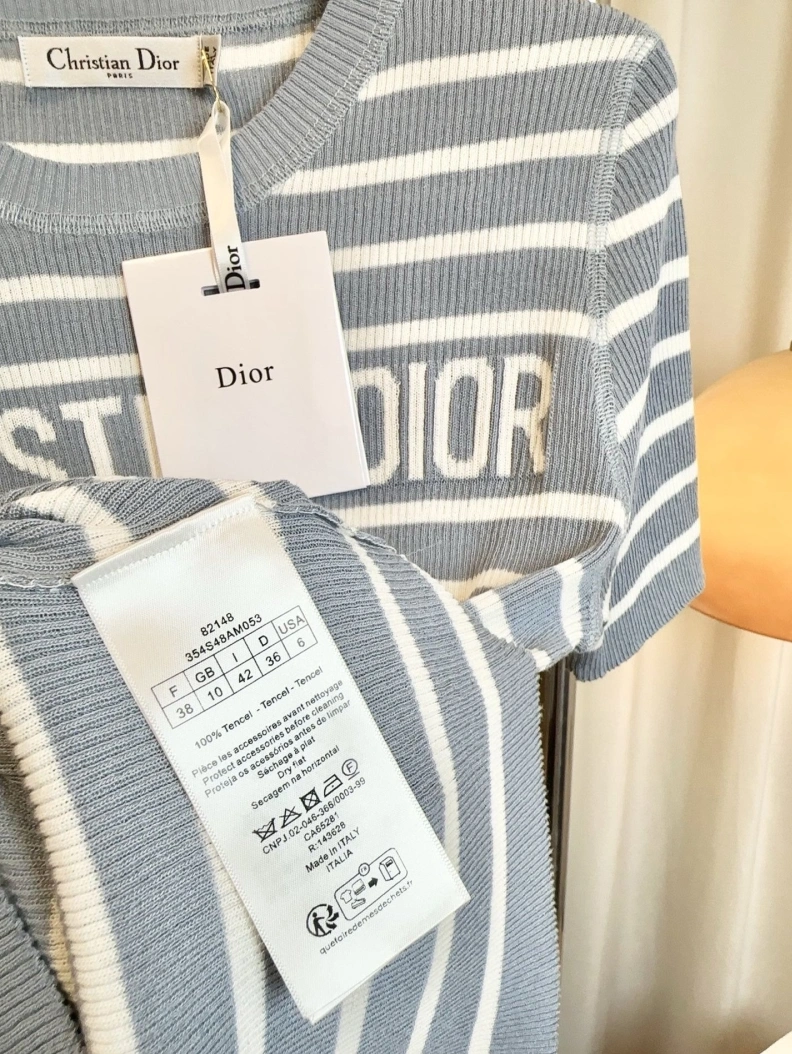 Christian Dior
PARIS
Dior
Dior
STI DIOR
82148
354S48AM053
F GB I D USA
38 10 42 36 6
100% Tencel - Tencel - Tencel
Pièce les accessoires avant nettoyage
Protect accessories before cleaning
Proteja os acessórios antes de limpar
Séchage à plat
Dry flat
Secagem na horizontal
F
CNPJ.02-046-366/0003-99
CA65281
R:143628
Made in ITALY
ITALIA
quefairedemesdechets.fr